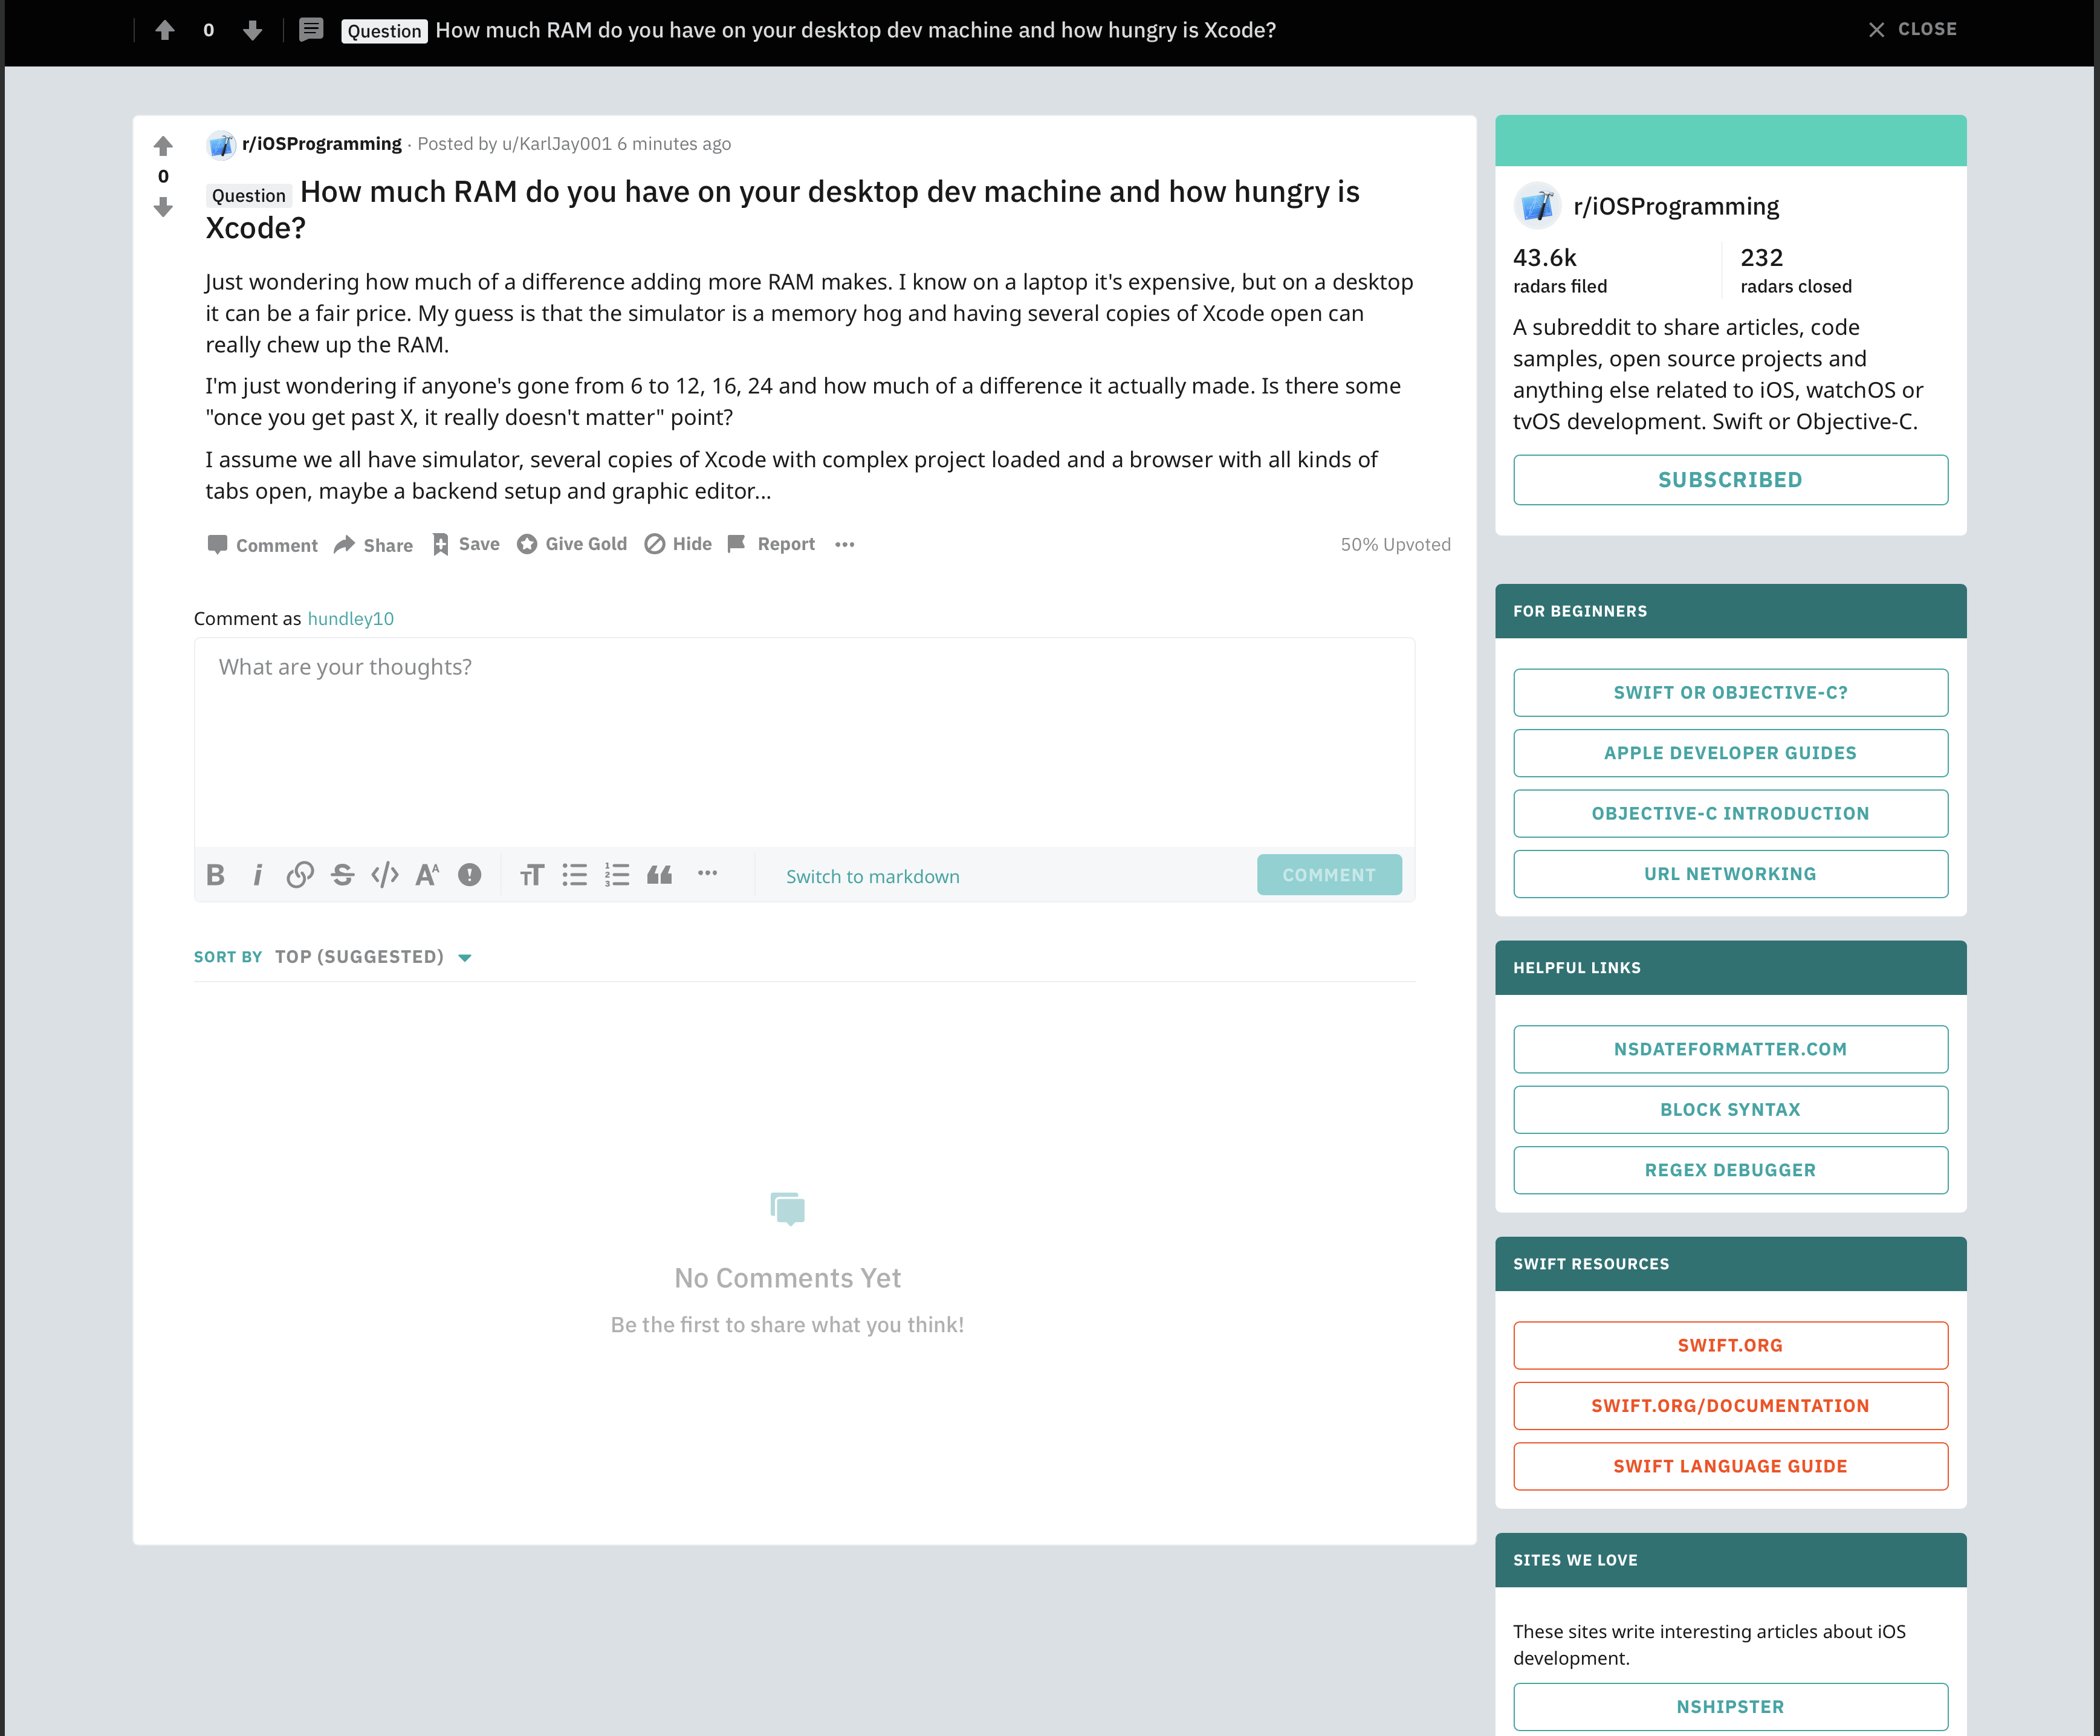 0
Question How much RAM do you have on your desktop dev machine and how hungry is Xcode?
CLOSE
r/iOSProgramming · Posted by u/KarlJay001 6 minutes ago
0
Question How much RAM do you have on your desktop dev machine and how hungry is
Xcode?
Just wondering how much of a difference adding more RAM makes. I know on a laptop it's expensive, but on a desktop
it can be a fair price. My guess is that the simulator is a memory hog and having several copies of Xcode open can
really chew up the RAM.
I'm just wondering if anyone's gone from 6 to 12, 16, 24 and how much of a difference it actually made. Is there some
"once you get past X, it really doesn't matter" point?
I assume we all have simulator, several copies of Xcode with complex project loaded and a browser with all kinds of
tabs open, maybe a backend setup and graphic editor...
Comment Share Save Give Gold Hide Report
50% Upvoted
Comment as hundley10
What are your thoughts?
Switch to markdown
COMMENT
SORT BY TOP (SUGGESTED)
No Comments Yet
Be the first to share what you think!
r/iOSProgramming
43.6k
radars filed
232
radars closed
A subreddit to share articles, code
samples, open source projects and
anything else related to iOS, watchOS or
tvOS development. Swift or Objective-C.
SUBSCRIBED
FOR BEGINNERS
SWIFT OR OBJECTIVE-C?
APPLE DEVELOPER GUIDES
OBJECTIVE-C INTRODUCTION
URL NETWORKING
HELPFUL LINKS
NSDATEFORMATTER.COM
BLOCK SYNTAX
REGEX DEBUGGER
SWIFT RESOURCES
SWIFT.ORG
SWIFT.ORG/DOCUMENTATION
SWIFT LANGUAGE GUIDE
SITES WE LOVE
These sites write interesting articles about iOS
development.
NSHIPSTER